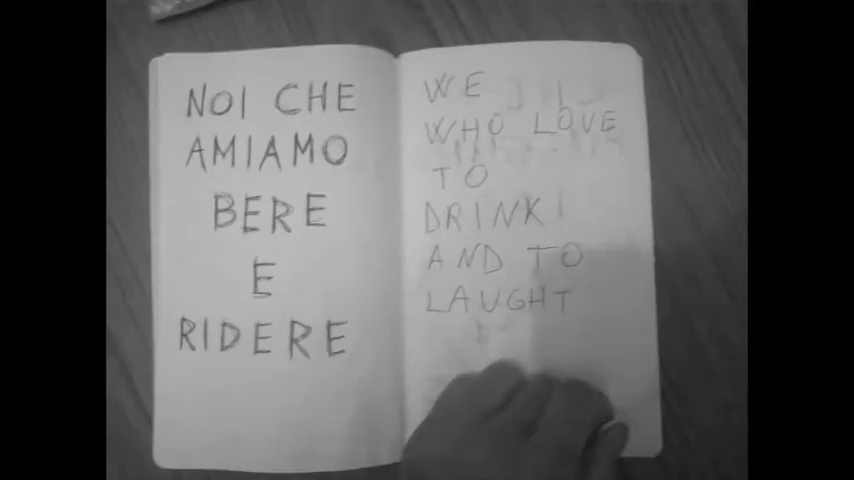 NOI CHE
AMIAMO
BERE
E
RIDERE
WE
WHO LOVE
TO
DRINK
AND TO
LAUGHT